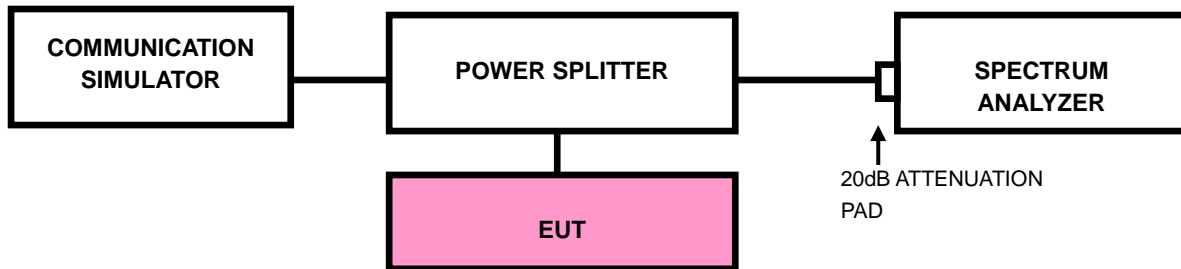 COMMUNICATION
SIMULATOR
POWER SPLITTER
SPECTRUM
ANALYZER
20dB ATTENUATION
PAD
EUT